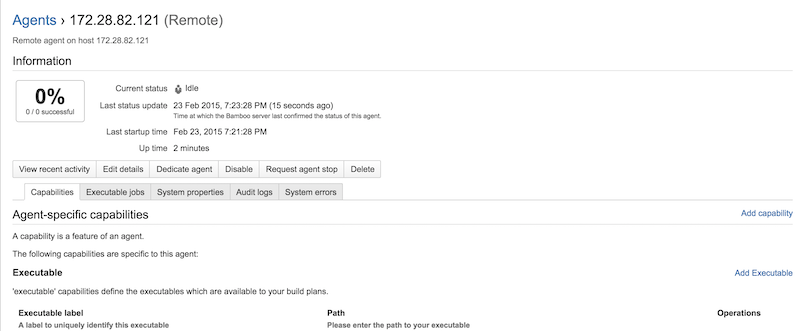 Agents › 172.28.82.121 (Remote)
Remote agent on host 172.28.82.121
Information
0%
0 / 0 successful
Current status Idle
Last status update 23 Feb 2015, 7:23:28 PM (15 seconds ago)
Time at which the Bamboo server last confirmed the status of this agent.
Last startup time Feb 23, 2015 7:21:28 PM
Up time 2 minutes
View recent activity Edit details Dedicate agent Disable Request agent stop Delete
Capabilities Executable jobs System properties Audit logs System errors
Agent-specific capabilities Add capability
A capability is a feature of an agent.
The following capabilities are specific to this agent:
Executable Add Executable
'executable' capabilities define the executables which are available to your build plans.
Executable label Path Operations
A label to uniquely identify this executable Please enter the path to your executable